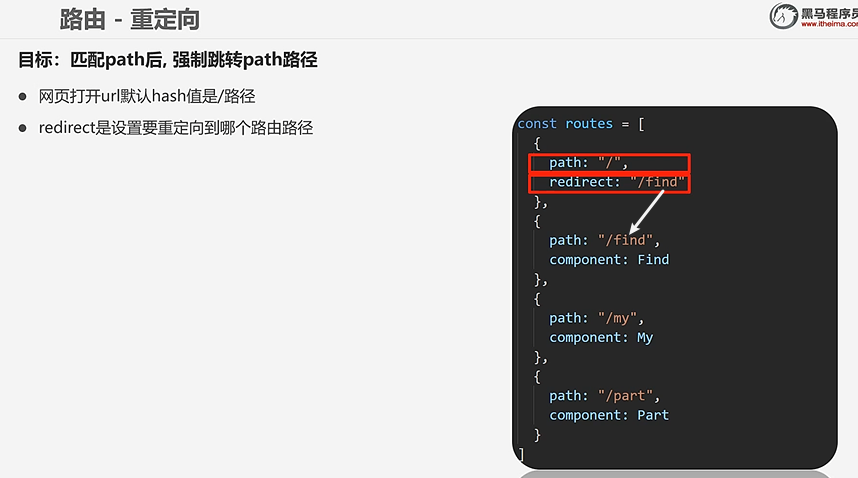 路由 - 重定向
黑马程序员
www.itheima.com
目标：匹配path后, 强制跳转path路径
网页打开url默认hash值是/路径
redirect是设置要重定向到哪个路由路径
const routes = [
{
path: "/",
redirect: "/find"
},
{
path: "/find",
component: Find
},
{
path: "/my",
component: My
},
{
path: "/part",
component: Part
}
]